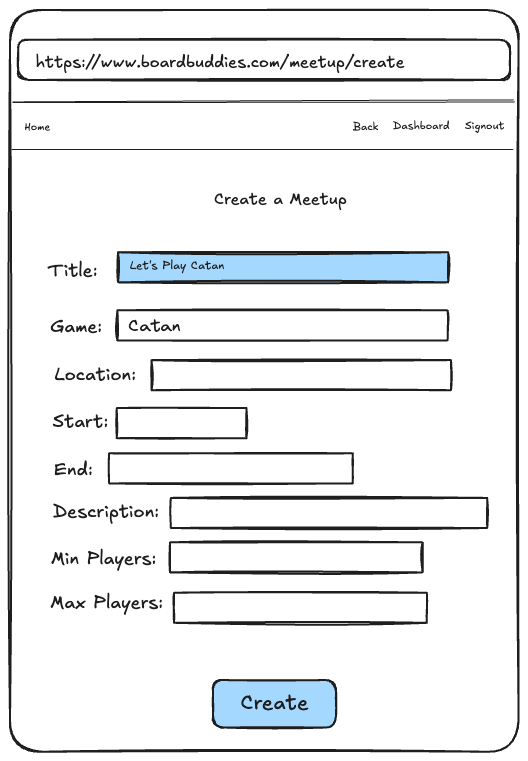 https://www.boardbuddies.com/meetup/create
Home Back Dashboard Signout
Create a Meetup
Title: Let's Play Catan
Game: Catan
Location:
Start:
End:
Description:
Min Players:
Max Players:
Create